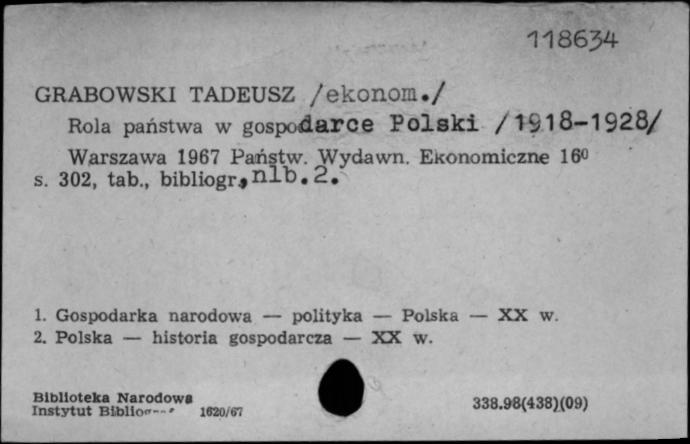 118634
GRABOWSKI TADEUSZ /ekonom./
Rola państwa w gospodarce Polski /1918-1928/
Warszawa 1967 Państw. Wydawn. Ekonomiczne 16⁰
s. 302, tab., bibliogr., nlb.2.
1. Gospodarka narodowa — polityka — Polska — XX w.
2. Polska — historia gospodarcza — XX w.
Biblioteka Narodowa
Instytut 1620/67
338.98(438)(09)